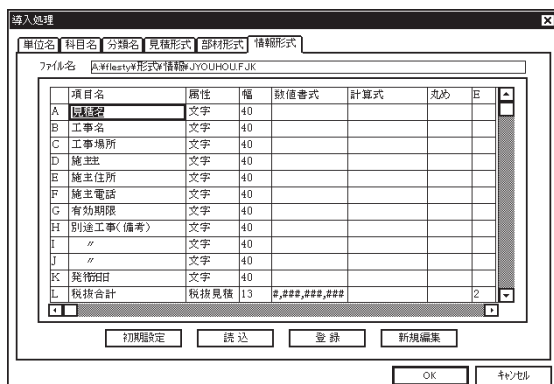 導入処理
単位名 科目名 分類名 見積形式 部材形式 情報形式
ファイル名 A:¥flesty¥形式¥情報¥JYOUHOU.FJK
項目名 属性 幅 数値書式 計算式 丸め E
A 見積名 文字 40
B 工事名 文字 40
C 工事場所 文字 40
D 施主 文字 40
E 施主住所 文字 40
F 施主電話 文字 40
G 有効期限 文字 40
H 別途工事(備考) 文字 40
I 〃 文字 40
J 〃 文字 40
K 発行日 文字 40
L 税抜合計 税抜見積 13 #,###,###,### 2
初期設定 読込 登録 新規編集
OK キャンセル